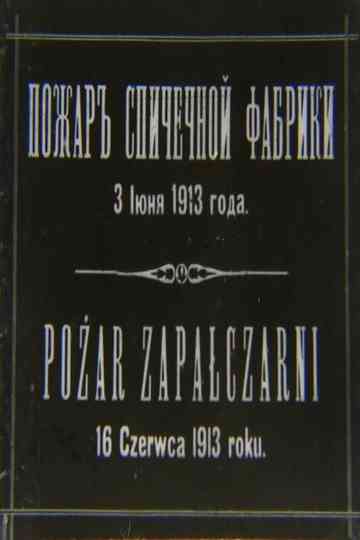 ПОЖАРЪ СПИЧЕЧНОЙ ФАБРИКИ
3 Іюня 1913 года.
POŻAR ZAPAŁCZARNI
16 Czerwca 1913 roku.